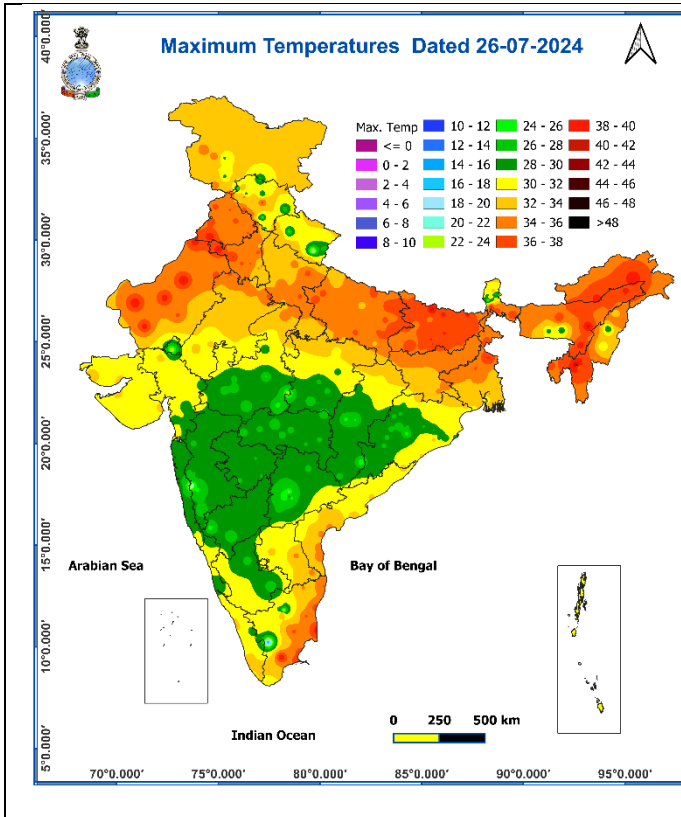 Maximum Temperatures Dated 26-07-2024
Max. Temp
<= 0
0 - 2
2 - 4
4 - 6
6 - 8
8 - 10
10 - 12
12 - 14
14 - 16
16 - 18
18 - 20
20 - 22
22 - 24
24 - 26
26 - 28
28 - 30
30 - 32
32 - 34
34 - 36
36 - 38
38 - 40
40 - 42
42 - 44
44 - 46
46 - 48
>48
40°0.000'
35°0.000'
30°0.000'
25°0.000'
20°0.000'
15°0.000'
10°0.000'
5°0.000'
Arabian Sea
Bay of Bengal
Indian Ocean
0 250 500 km
70°0.000' 75°0.000' 80°0.000' 85°0.000' 90°0.000' 95°0.000'